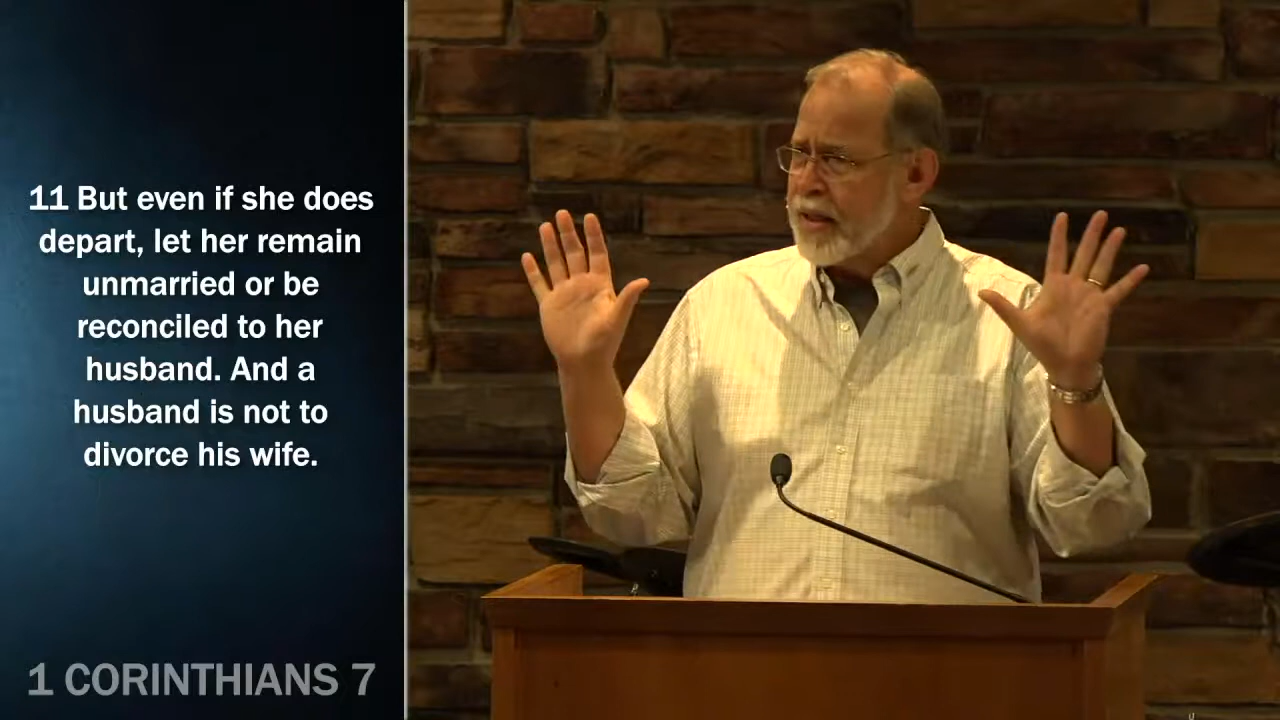 11 But even if she does
depart, let her remain
unmarried or be
reconciled to her
husband. And a
husband is not to
divorce his wife.
1 CORINTHIANS 7